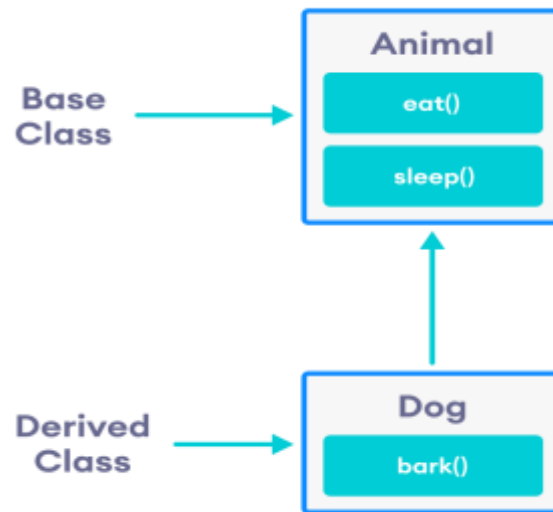 Animal
Base
Class
eat()
sleep()
Dog
Derived
Class
bark()